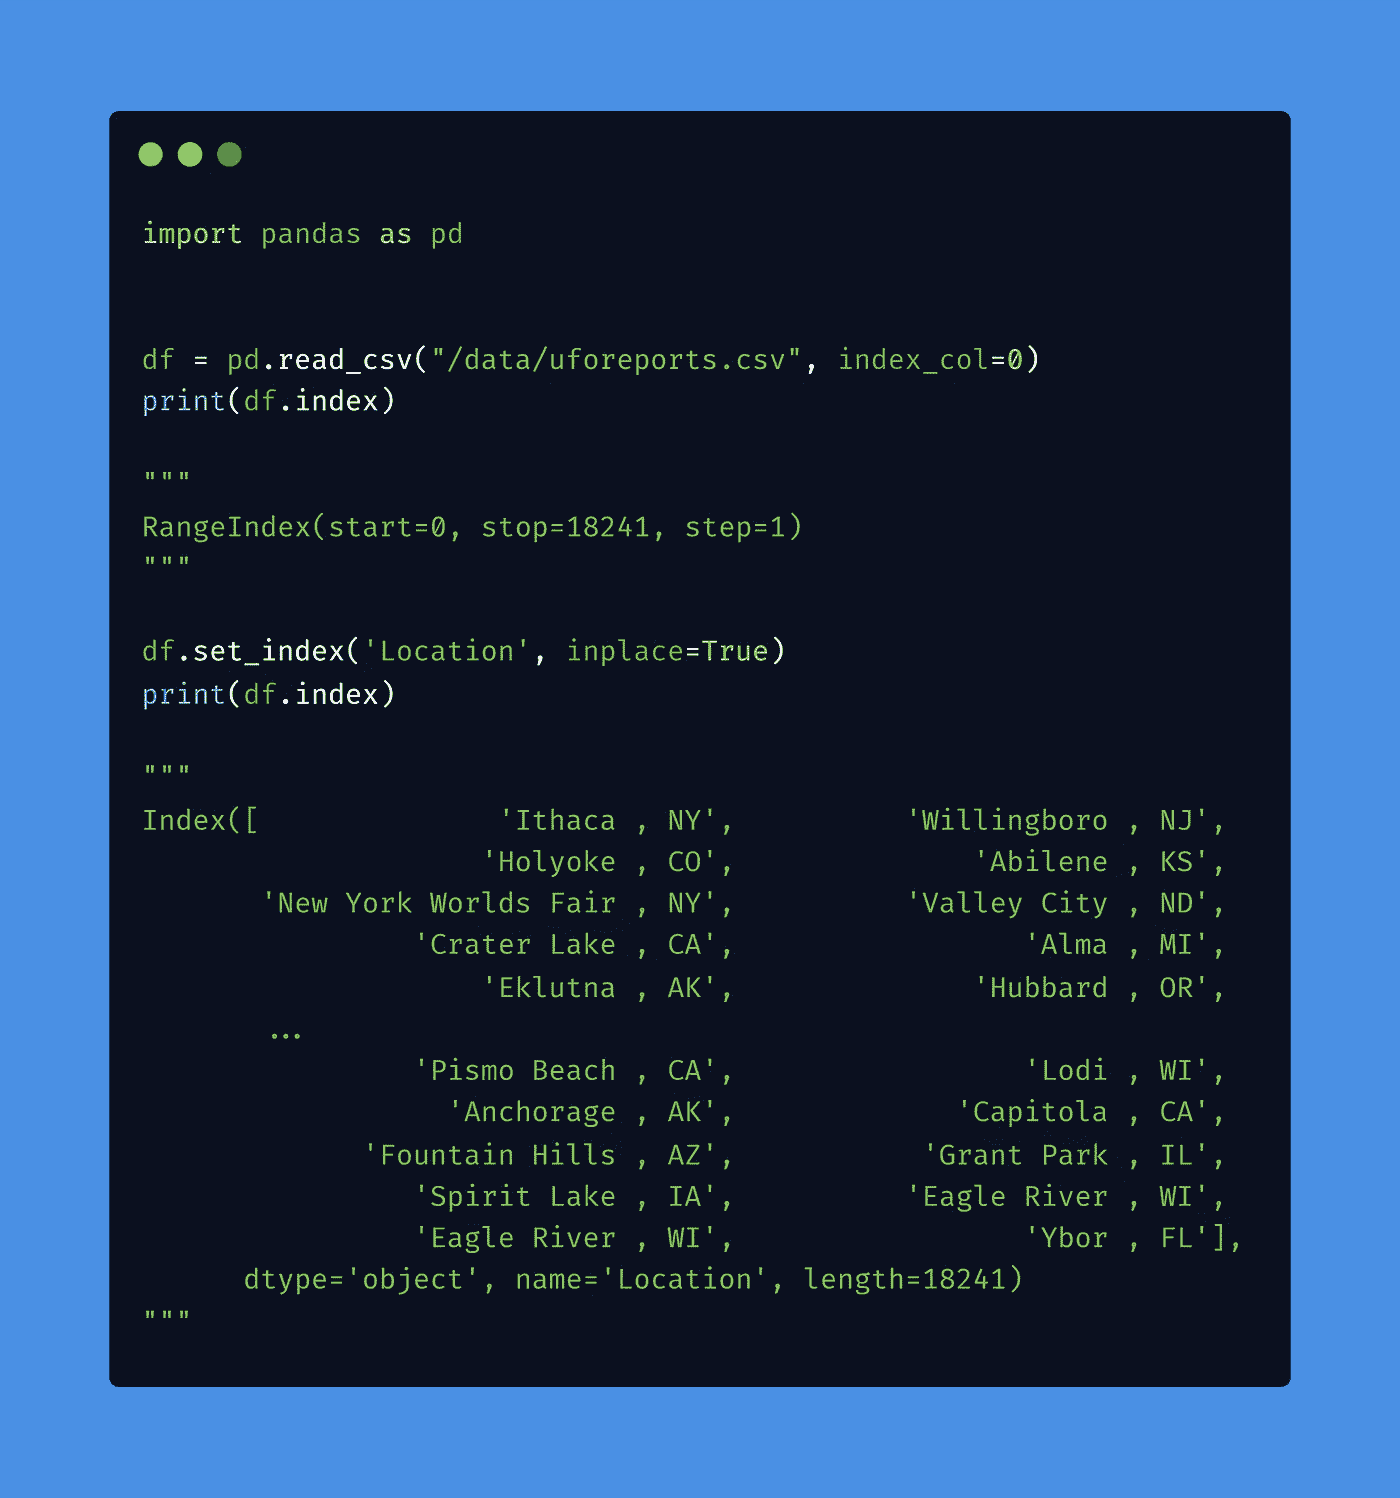 import pandas as pd
df = pd.read_csv("/data/uforeports.csv", index_col=0)
print(df.index)
"""
RangeIndex(start=0, stop=18241, step=1)
"""
df.set_index('Location', inplace=True)
print(df.index)
"""
Index([              'Ithaca , NY',          'Willingboro , NJ',
                    'Holyoke , CO',              'Abilene , KS',
       'New York Worlds Fair , NY',          'Valley City , ND',
                'Crater Lake , CA',                 'Alma , MI',
                    'Eklutna , AK',              'Hubbard , OR',
       ...
                'Pismo Beach , CA',                 'Lodi , WI',
                  'Anchorage , AK',             'Capitola , CA',
             'Fountain Hills , AZ',           'Grant Park , IL',
                'Spirit Lake , IA',          'Eagle River , WI',
                'Eagle River , WI',                 'Ybor , FL'],
      dtype='object', name='Location', length=18241)
"""